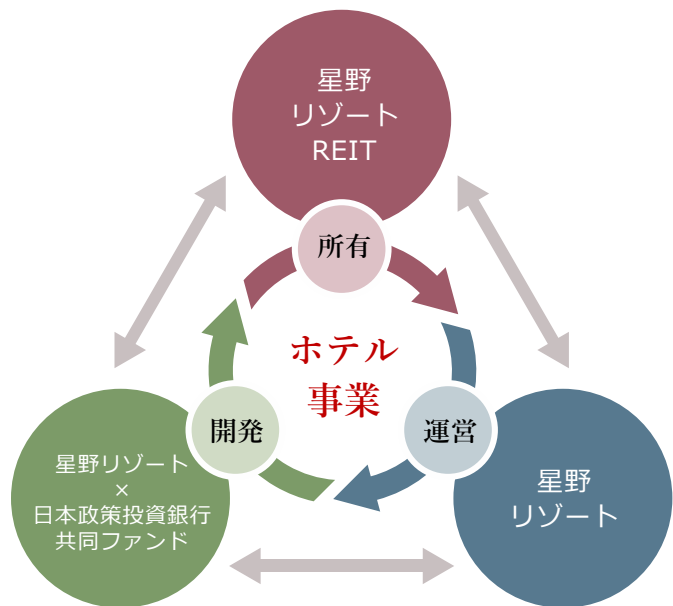 星野
リゾート
REIT
所有
ホテル
事業
開発
運営
星野リゾート
×
日本政策投資銀行
共同ファンド
星野
リゾート